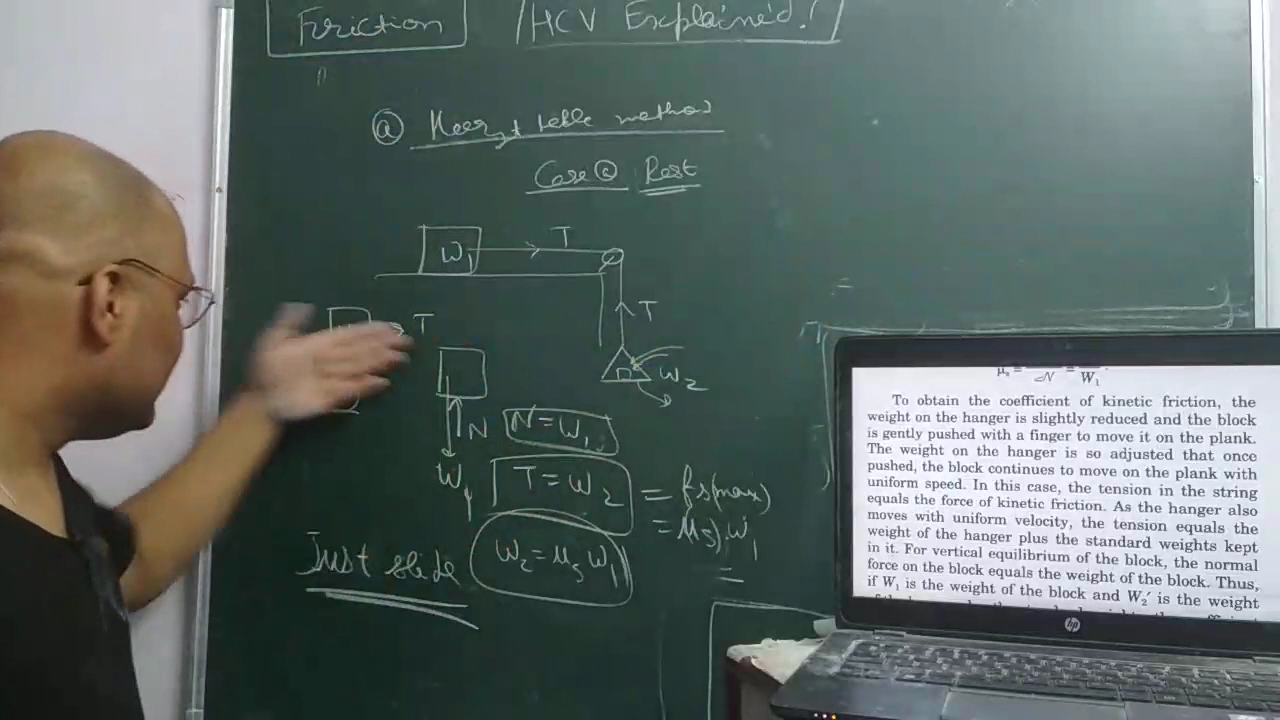 Friction /HCV Explained!
ⓐ Horz table method
Case @ Rest
W₁ T
T
T
W₂
N N = W₁
W₁ T = W₂ = fs(max)
= μs W₁
Just slide W₂ = μs W₁
μs = 𝒩 = W₁
To obtain the coefficient of kinetic friction, the
weight on the hanger is slightly reduced and the block
is gently pushed with a finger to move it on the plank.
The weight on the hanger is so adjusted that once
pushed, the block continues to move on the plank with
uniform speed. In this case, the tension in the string
equals the force of kinetic friction. As the hanger also
moves with uniform velocity, the tension equals the
weight of the hanger plus the standard weights kept
in it. For vertical equilibrium of the block, the normal
force on the block equals the weight of the block. Thus,
if W₁ is the weight of the block and W₂′ is the weight
hp